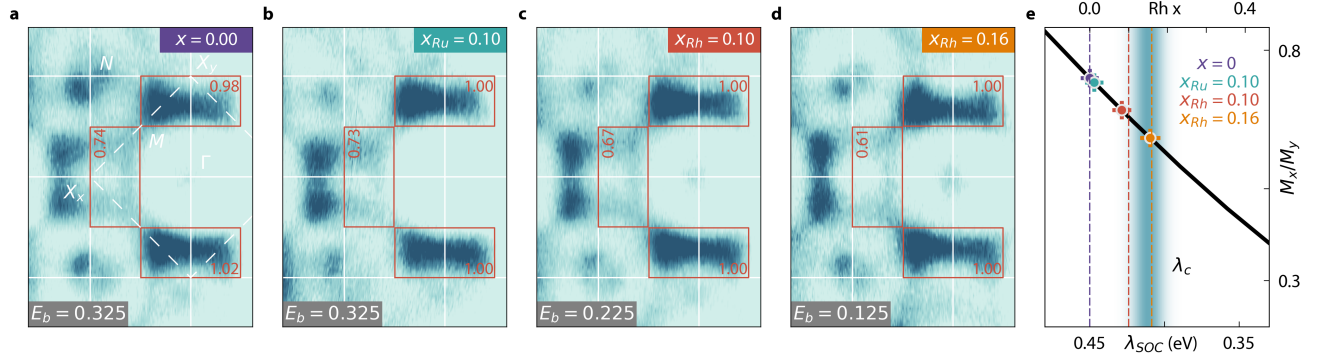 a
x = 0.00
N
X_y
0.98
0.74
M
Γ
X_x
1.02
E_b = 0.325
b
x_Ru = 0.10
1.00
0.73
1.00
E_b = 0.325
c
x_Rh = 0.10
1.00
0.67
1.00
E_b = 0.225
d
x_Rh = 0.16
1.00
0.61
1.00
E_b = 0.125
e
0.0 Rh x 0.4
x = 0
x_Ru = 0.10
x_Rh = 0.10
x_Rh = 0.16
λ_c
0.8
M_x/M_y
0.3
0.45 λ_SOC (eV) 0.35